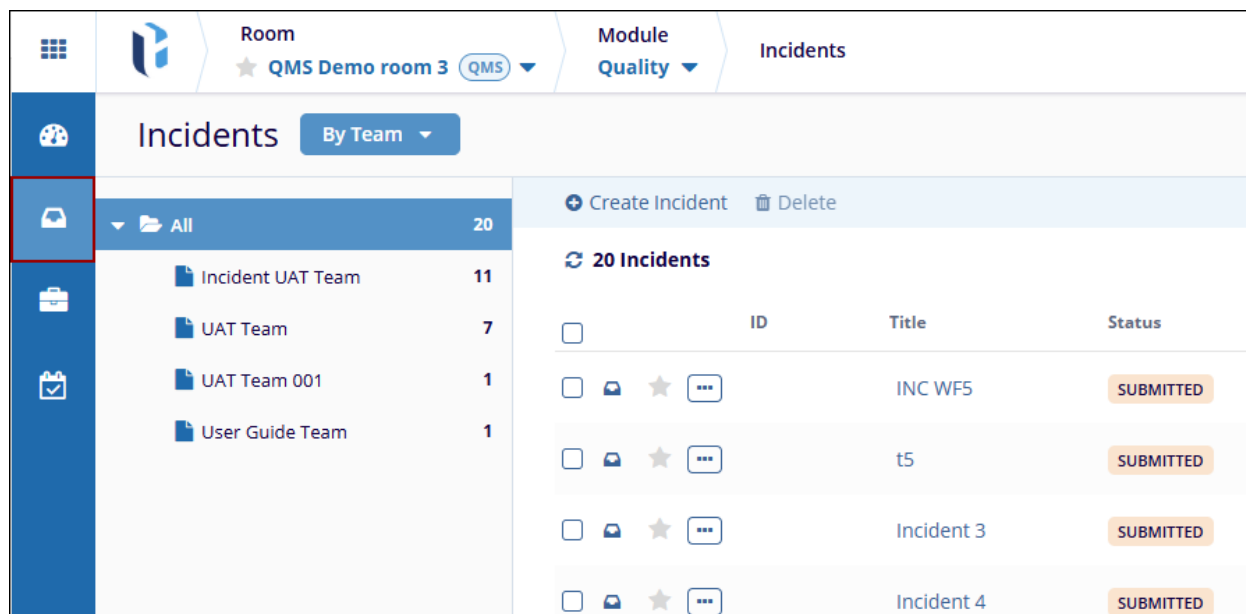 Room
QMS Demo room 3 QMS
Module
Quality
Incidents
Incidents
By Team
All 20
Incident UAT Team 11
UAT Team 7
UAT Team 001 1
User Guide Team 1
Create Incident Delete
20 Incidents
ID Title Status
INC WF5 SUBMITTED
t5 SUBMITTED
Incident 3 SUBMITTED
Incident 4 SUBMITTED